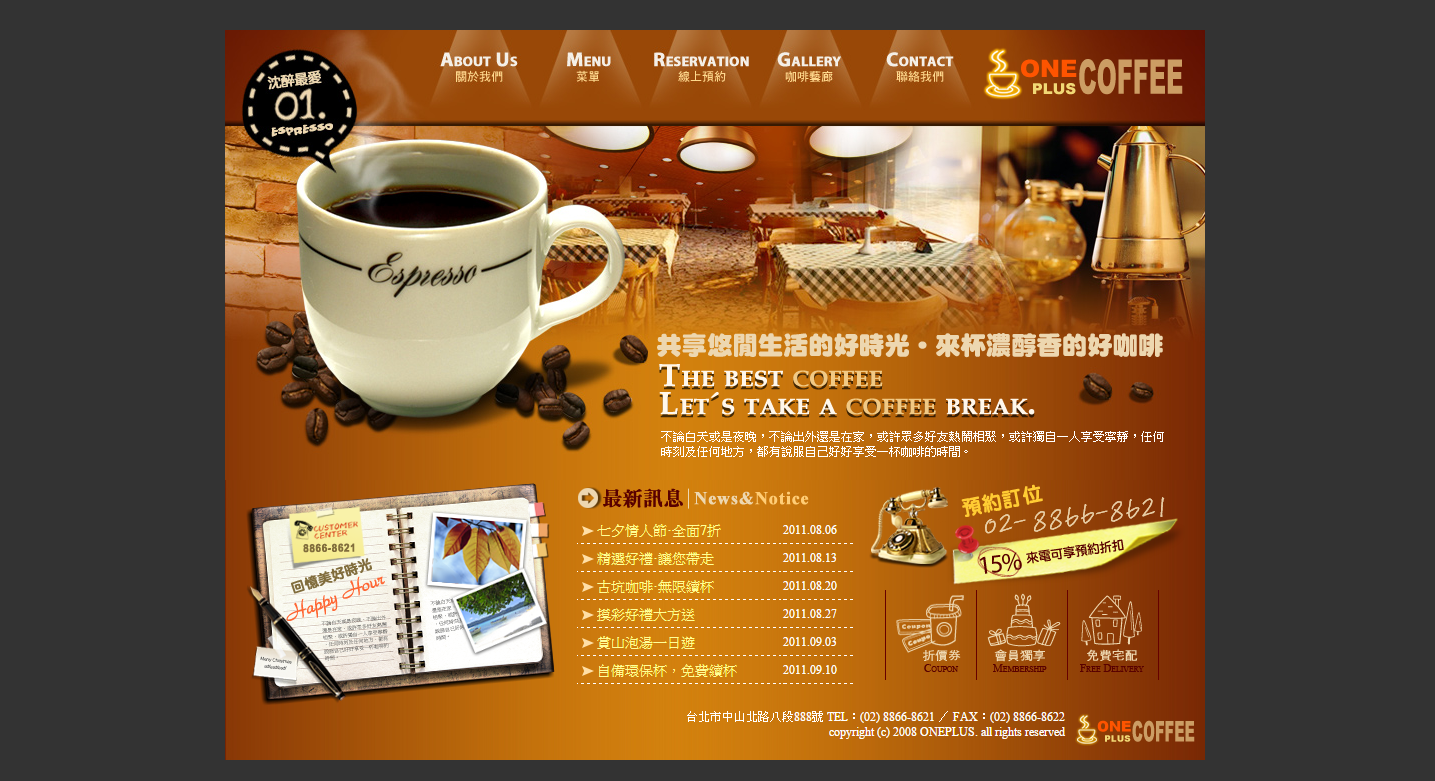 沈醉最愛
01.
ESPRESSO
ABOUT US
關於我們
MENU
菜單
RESERVATION
線上預約
GALLERY
咖啡藝廊
CONTACT
聯絡我們
ONE PLUS COFFEE
Espresso
共享悠閒生活的好時光·來杯濃醇香的好咖啡
THE BEST COFFEE
LET´S TAKE A COFFEE BREAK.
不論白天或是夜晚，不論出外還是在家，或許眾多好友熱鬧相聚，或許獨自一人享受寧靜，任何
時刻及任何地方，都有說服自己好好享受一杯咖啡的時間。
CUSTOMER
CENTER
8866-8621
回憶美好時光
Happy Hour
最新訊息 News&Notice
七夕情人節-全面7折 2011.08.06
精選好禮-讓您帶走 2011.08.13
古坑咖啡-無限續杯 2011.08.20
摸彩好禮大方送 2011.08.27
賞山泡湯一日遊 2011.09.03
自備環保杯，免費續杯 2011.09.10
預約訂位
02- 8866-8621
15% 來電可享預約折扣
Coupon
Coupon
折價券
COUPON
會員獨享
MEMBERSHIP
免費宅配
FREE DELIVERY
台北市中山北路八段888號 TEL：(02) 8866-8621 ／ FAX：(02) 8866-8622
copyright (c) 2008 ONEPLUS. all rights reserved
ONE PLUS COFFEE